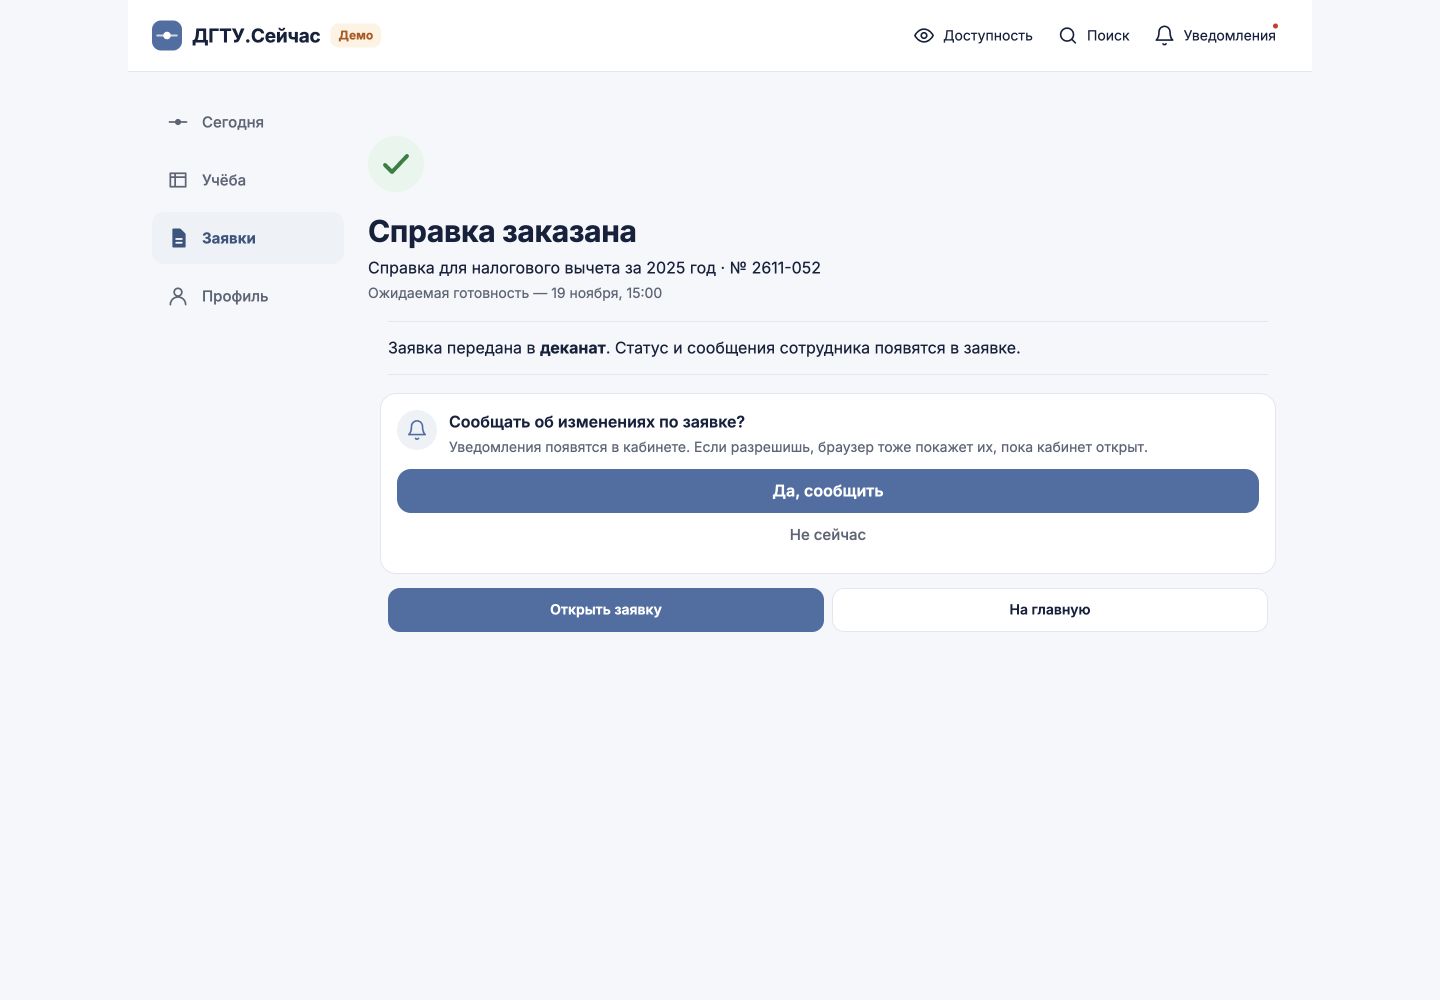 ДГТУ.Сейчас Демо Доступность Поиск Уведомления
Сегодня
Учёба
Заявки
Профиль
Справка заказана
Справка для налогового вычета за 2025 год · № 2611-052
Ожидаемая готовность — 19 ноября, 15:00
Заявка передана в деканат. Статус и сообщения сотрудника появятся в заявке.
Сообщать об изменениях по заявке?
Уведомления появятся в кабинете. Если разрешишь, браузер тоже покажет их, пока кабинет открыт.
Да, сообщить
Не сейчас
Открыть заявку На главную